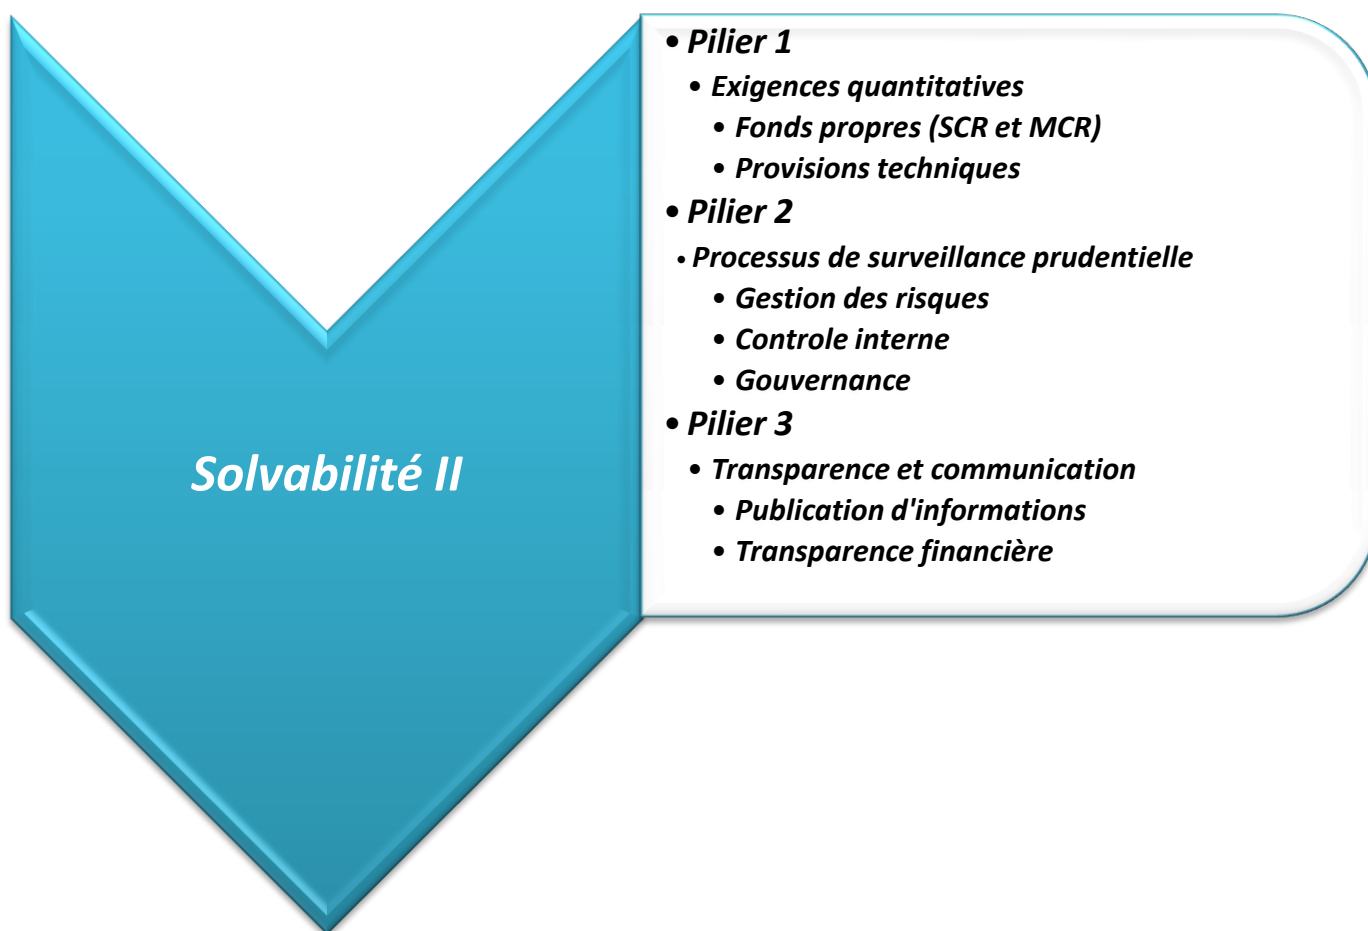 Solvabilité II
• Pilier 1
• Exigences quantitatives
• Fonds propres (SCR et MCR)
• Provisions techniques
• Pilier 2
• Processus de surveillance prudentielle
• Gestion des risques
• Controle interne
• Gouvernance
• Pilier 3
• Transparence et communication
• Publication d'informations
• Transparence financière